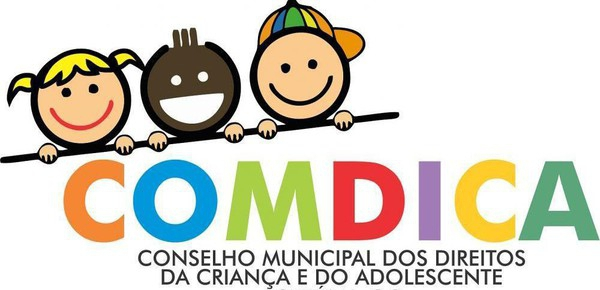 COMDICA
CONSELHO MUNICIPAL DOS DIREITOS
DA CRIANÇA E DO ADOLESCENTE